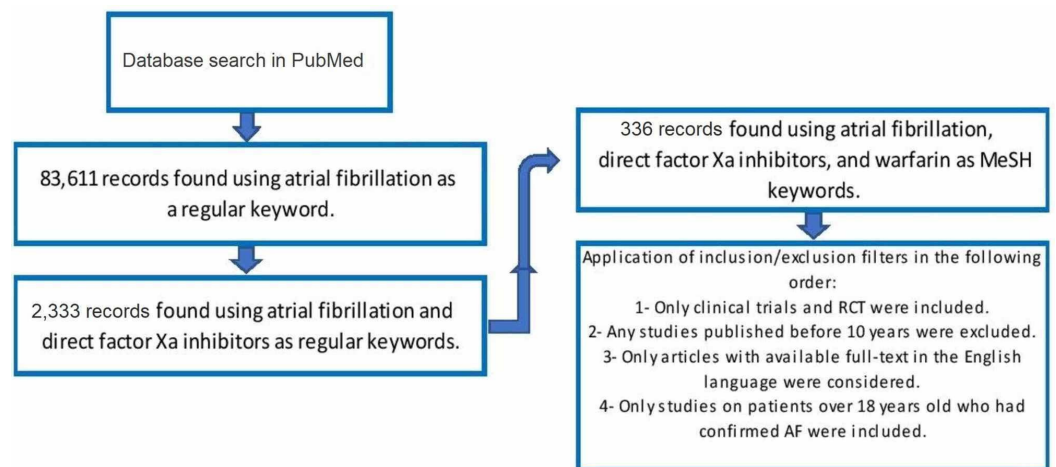 Database search in PubMed
83,611 records found using atrial fibrillation as
a regular keyword.
2,333 records found using atrial fibrillation and
direct factor Xa inhibitors as regular keywords.
336 records found using atrial fibrillation,
direct factor Xa inhibitors, and warfarin as MeSH
keywords.
Application of inclusion/exclusion filters in the following
order:
1- Only clinical trials and RCT were included.
2- Any studies published before 10 years were excluded.
3- Only articles with available full-text in the English
language were considered.
4- Only studies on patients over 18 years old who had
confirmed AF were included.